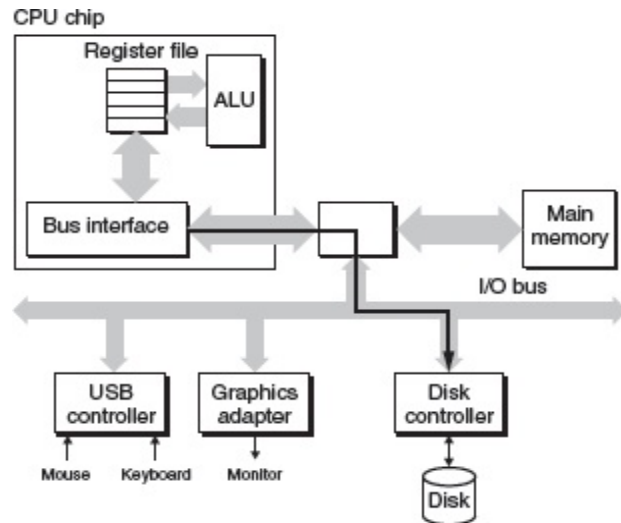 CPU chip
Register file
ALU
Bus interface
Main
memory
I/O bus
USB
controller
Graphics
adapter
Disk
controller
Mouse
Keyboard
Monitor
Disk